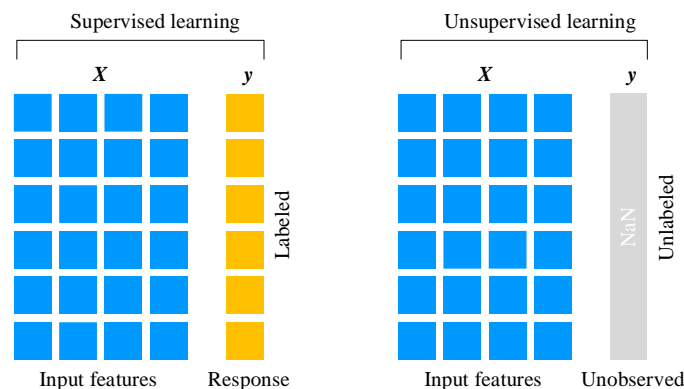 Supervised learning
X
y
Labeled
Input features
Response
Unsupervised learning
X
y
NaN
Unlabeled
Input features
Unobserved